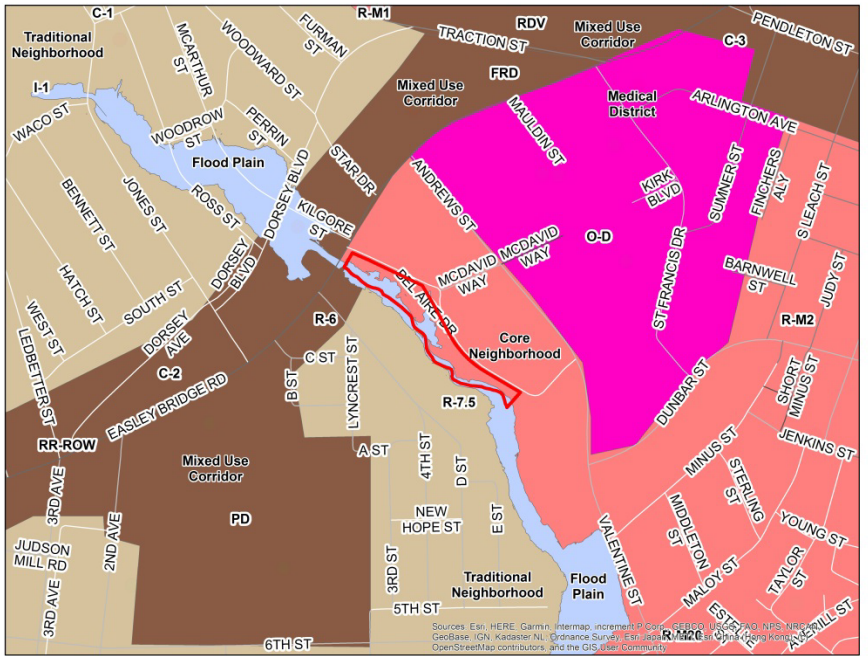 C-1
R-M1
FURMAN
ST
RDV
Mixed Use
Corridor
C-3
PENDLETON ST
Traditional
Neighborhood
MCARTHUR
ST
WOODWARD ST
TRACTION ST
FRD
I-1
Mixed Use
Corridor
Medical
District
ARLINGTON AVE
WACO ST
WOODROW
ST
PERRIN
ST
MAULDIN ST
Flood Plain
STAR DR
DORSEY BLVD
ANDREWS ST
KIRK
BLVD
SUMNER ST
FINCHERS
ALY
S LEACH ST
BENNETT ST
JONES ST
ROSS ST
KILGORE
ST
O-D
MCDAVID
WAY
MCDAVID
WAY
DORSEY
BLVD
BARNWELL
ST
JUDY ST
HATCH ST
SOUTH ST
DEL AIRE DR
ST FRANCIS DR
WEST ST
R-6
Core
Neighborhood
R-M2
LEDBETTER ST
DORSEY
AVE
C ST
LYNCREST ST
C-2
B ST
SHORT
MINUS ST
EASLEY BRIDGE RD
R-7.5
DUNBAR ST
RR-ROW
A ST
MINUS ST
JENKINS ST
Mixed Use
Corridor
4TH ST
D ST
STERLING
ST
3RD AVE
2ND AVE
PD
NEW
HOPE ST
E ST
MIDDLETON
ST
YOUNG ST
JUDSON
MILL RD
3RD ST
VALENTINE ST
TAYLOR
ST
Traditional
Neighborhood
Flood
Plain
MALOY ST
3RD AVE
5TH ST
6TH ST
Sources: Esri, HERE, Garmin, Intermap, increment P Corp., GEBCO, USGS, FAO, NPS, NRCAN,
GeoBase, IGN, Kadaster NL, Ordnance Survey, Esri Japan, Esri China (Hong Kong),
OpenStreetMap contributors, and the GIS User Community